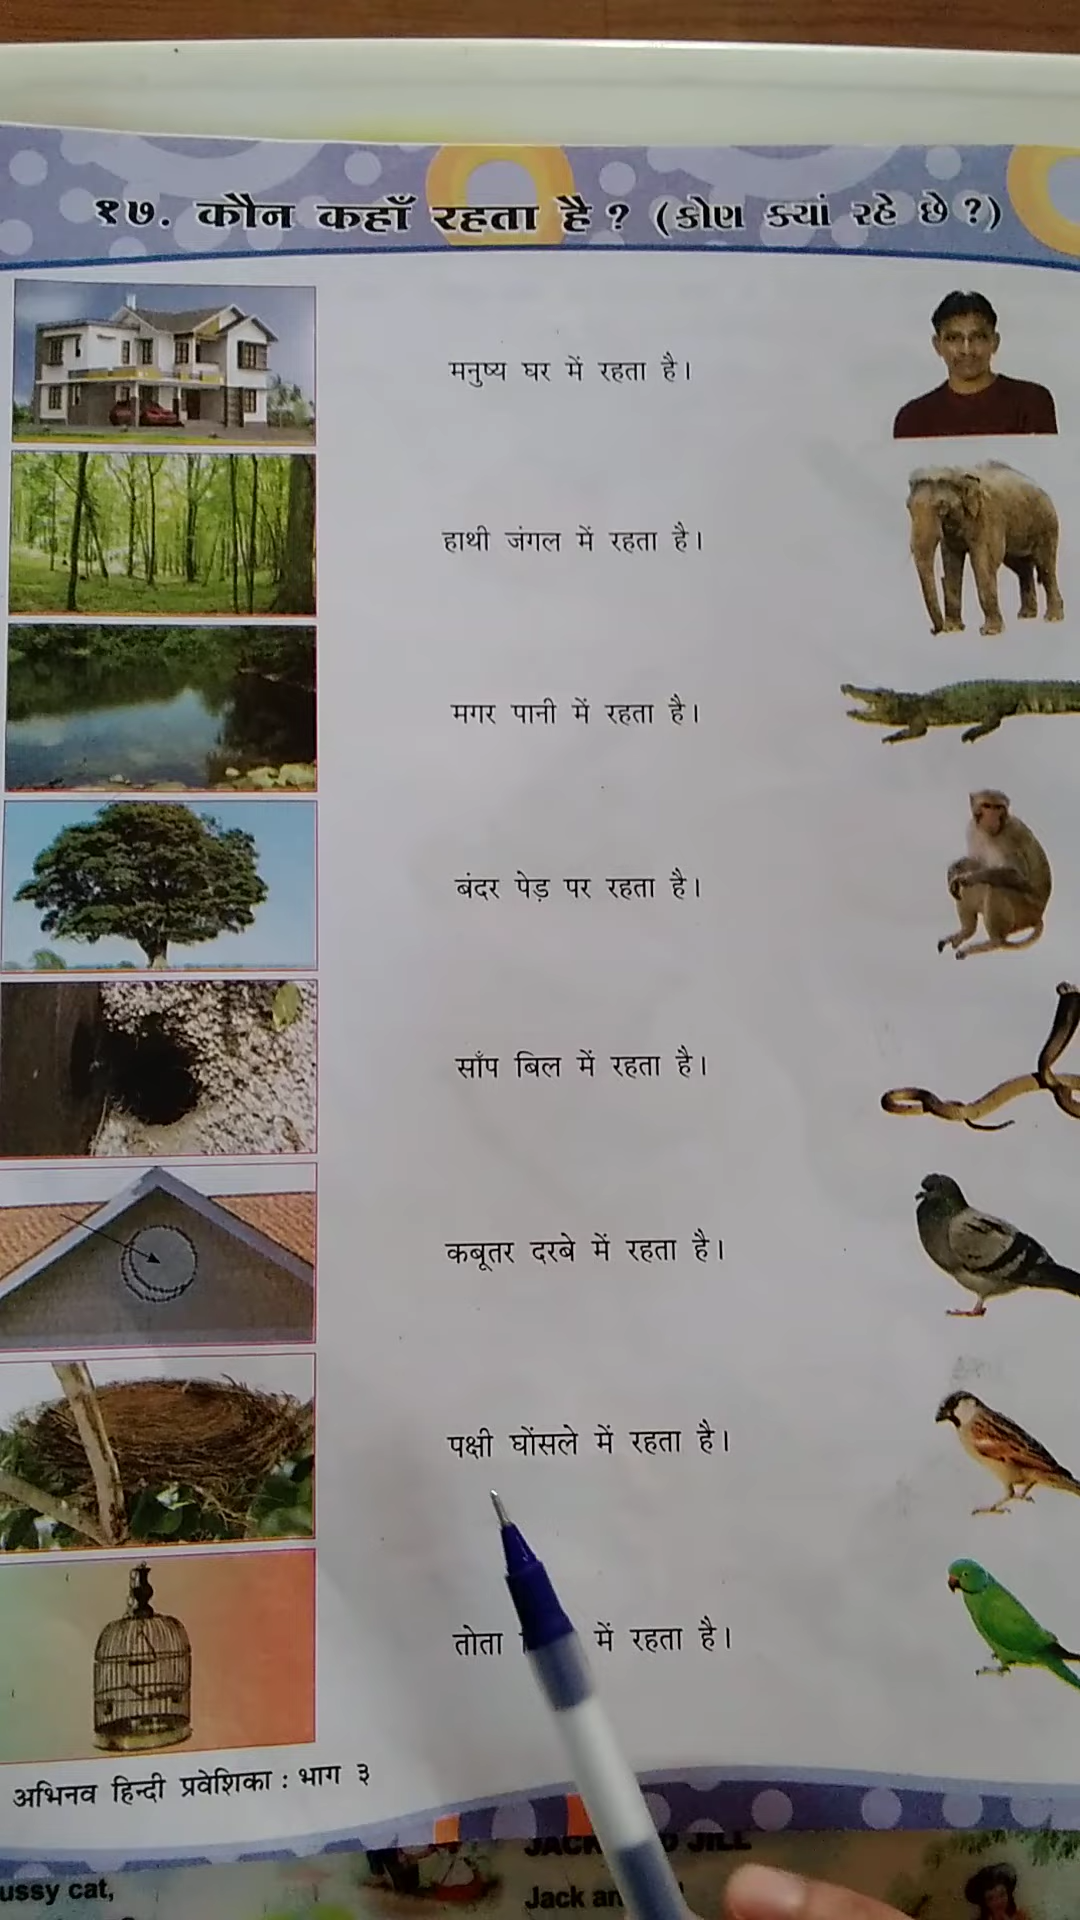 १७. कौन कहाँ रहता है ? (કોણ ક્યાં રહે છે ?)
मनुष्य घर में रहता है।
हाथी जंगल में रहता है।
मगर पानी में रहता है।
बंदर पेड़ पर रहता है।
साँप बिल में रहता है।
कबूतर दरबे में रहता है।
पक्षी घोंसले में रहता है।
तोता में रहता है।
अभिनव हिन्दी प्रवेशिका : भाग ३
JILL
cat,
Jack